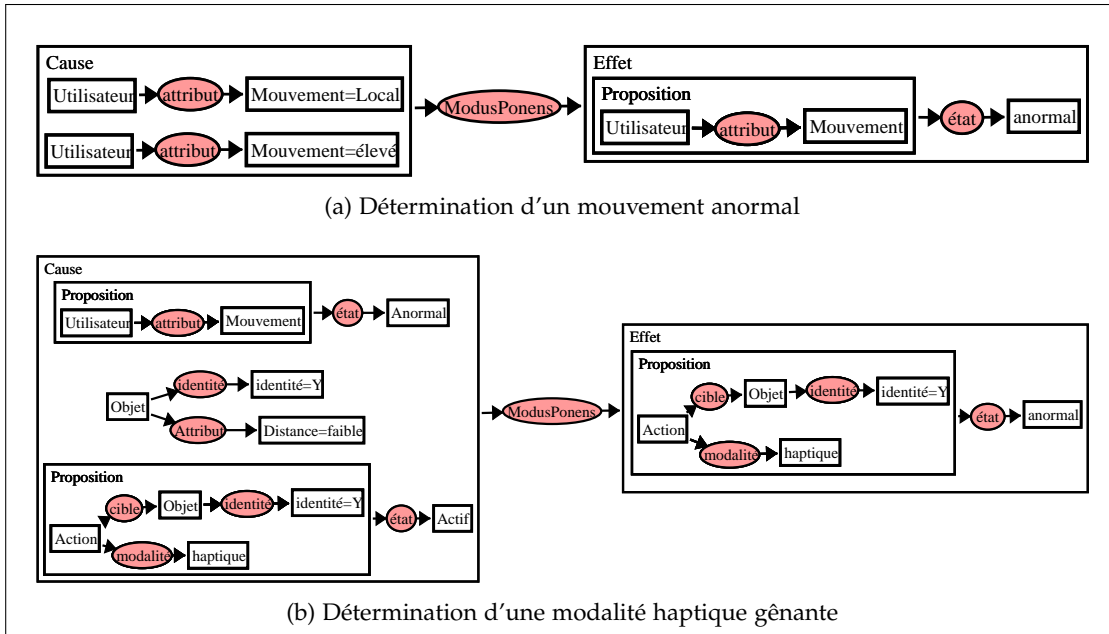 Cause
Utilisateur attribut Mouvement=Local
Utilisateur attribut Mouvement=élevé
ModusPonens
Effet
Proposition
Utilisateur attribut Mouvement
état anormal
(a) Détermination d'un mouvement anormal
Cause
Proposition
Utilisateur attribut Mouvement
état Anormal
Objet
identité identité=Y
Attribut Distance=faible
Proposition
Action
cible Objet identité identité=Y
modalité haptique
état Actif
ModusPonens
Effet
Proposition
Action
cible Objet identité identité=Y
modalité haptique
état anormal
(b) Détermination d'une modalité haptique gênante